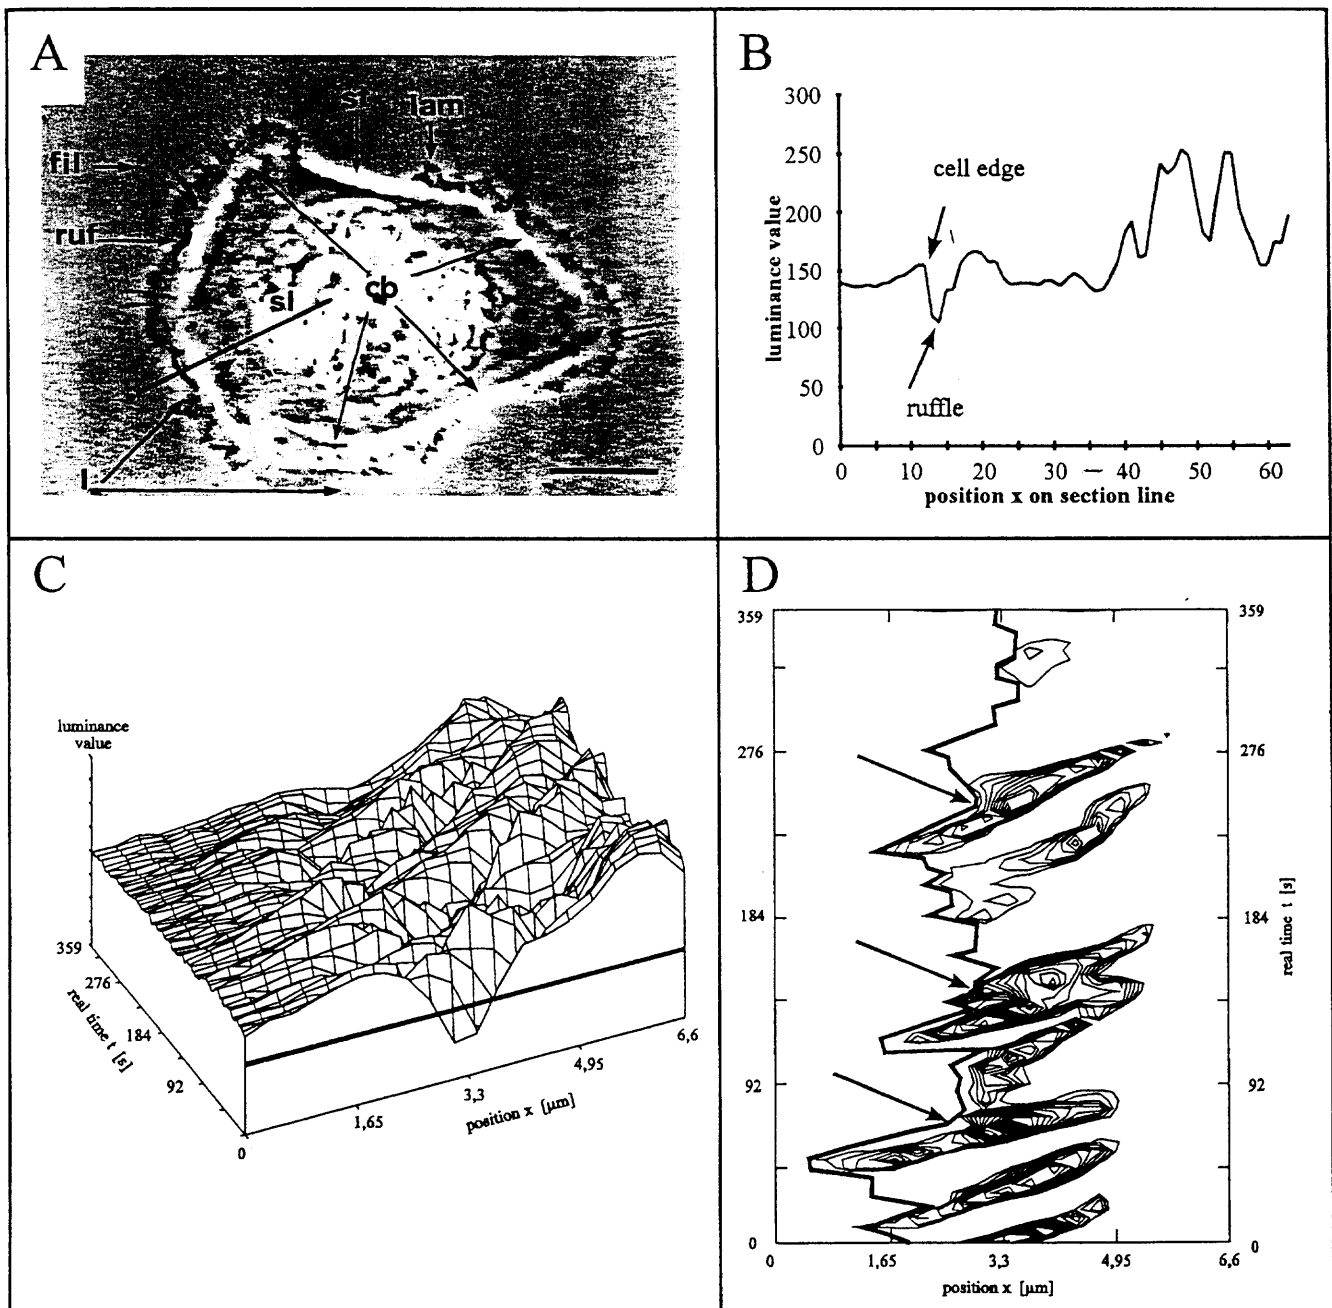 A
st
lam
fil
ruf
cb
sl
l
B
300
250
200
150
100
50
0
luminance value
cell edge
ruffle
0 10 20 30 40 50 60
position x on section line
C
luminance
value
359
276
184
92
0
real time t [s]
1,65
3,3
4,95
6,6
position x [µm]
D
359 359
276 276
184 184
92 92
0 0
real time t [s]
0 1,65 3,3 4,95 6,6
position x [µm]